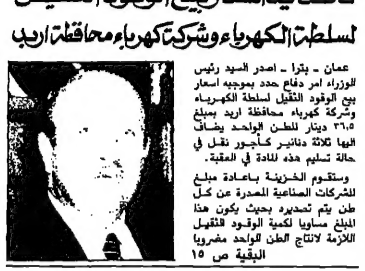 لسلطة الكهرباء وشركة كهرباء محافظة اربد
عمان - بترا - اصدر السيد رئيس
الوزراء امر دفاع حدد بموجبه اسعار
بيع الوقود الثقيل لسلطة الكهرباء
وشركة كهرباء محافظة اربد بمبلغ
٣٦,٥ دينار للطن الواحد يضاف
اليها ثلاثة دنانير كأجور نقل في
حالة تسليم هذه المادة في العقبة.
وستقوم الخزينة باعادة مبلغ
للشركات الصناعية المصدرة عن كل
طن يتم تصديره بحيث يكون هذا
المبلغ مساويا لكمية الوقود الثقيل
اللازمة لانتاج الطن الواحد مضروبا
البقية ص ١٥